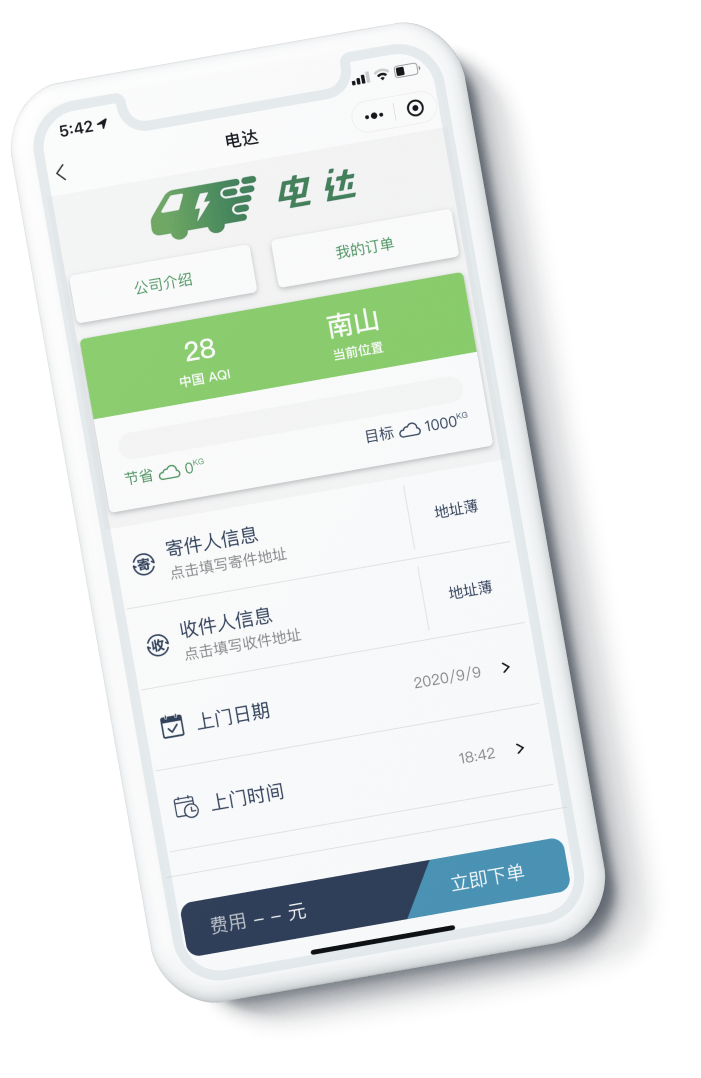 5:42
电达
电达
公司介绍
我的订单
28
南山
中国 AQI
当前位置
节省 0KG
目标 1000KG
寄
寄件人信息
点击填写寄件地址
地址薄
收
收件人信息
点击填写收件地址
地址薄
上门日期
2020/9/9
上门时间
18:42
费用 -- 元
立即下单